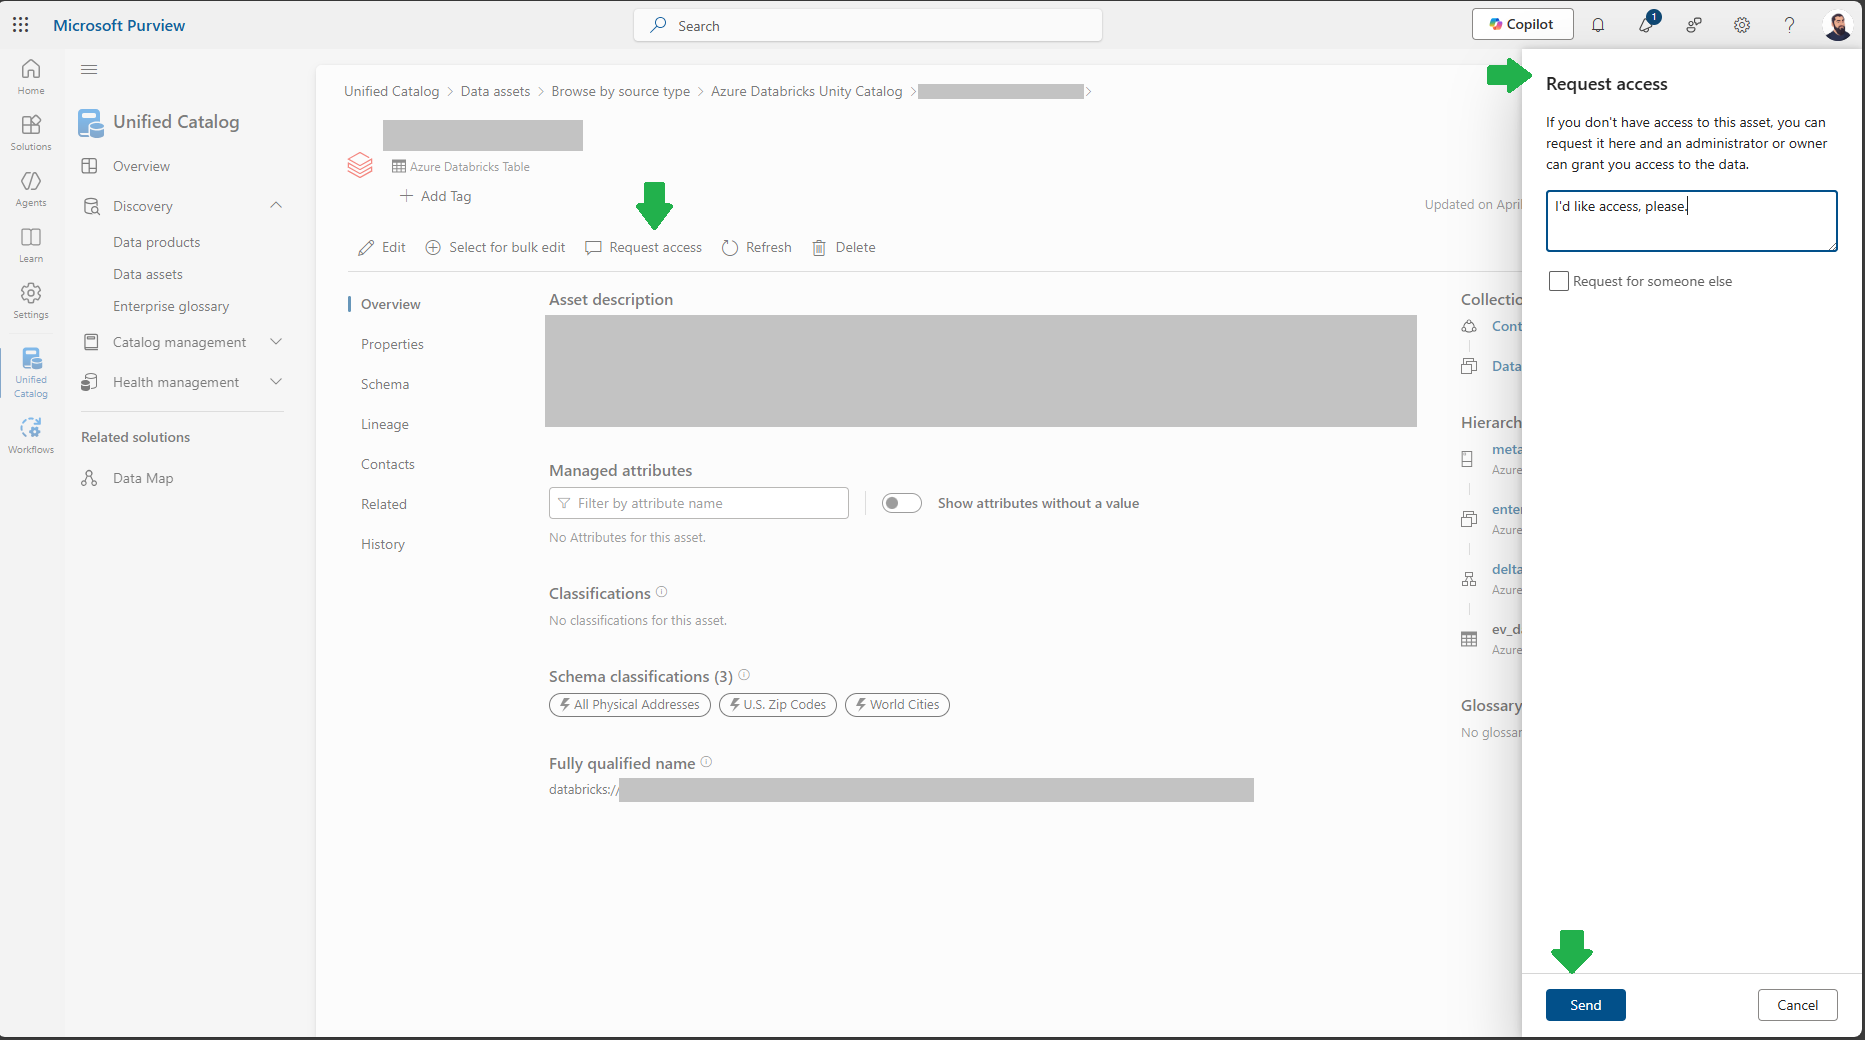 Microsoft Purview
Search
Copilot
1
Home
Solutions
Agents
Learn
Settings
Unified
Catalog
Workflows
Unified Catalog
Overview
Discovery
Data products
Data assets
Enterprise glossary
Catalog management
Health management
Related solutions
Data Map
Unified Catalog > Data assets > Browse by source type > Azure Databricks Unity Catalog > >
Azure Databricks Table
Add Tag
Updated on April
Edit
Select for bulk edit
Request access
Refresh
Delete
Overview
Properties
Schema
Lineage
Contacts
Related
History
Asset description
Managed attributes
Filter by attribute name
Show attributes without a value
No Attributes for this asset.
Classifications
No classifications for this asset.
Schema classifications (3)
All Physical Addresses
U.S. Zip Codes
World Cities
Fully qualified name
databricks://
Collectio
Cont
Data
Hierarch
meta
Azure
enter
Azure
delta
Azure
ev_d
Azure
Glossary
No glossar
Request access
If you don't have access to this asset, you can
request it here and an administrator or owner
can grant you access to the data.
I'd like access, please.
Request for someone else
Send
Cancel